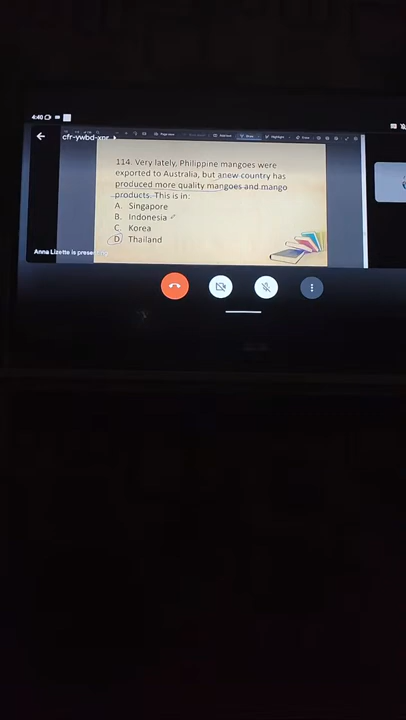 4:40
cfr-ywbd-xpr
114. Very lately, Philippine mangoes were
exported to Australia, but anew country has
produced more quality mangoes and mango
products. This is in:
A. Singapore
B. Indonesia
C. Korea
D Thailand
Anna Lizette is presenting